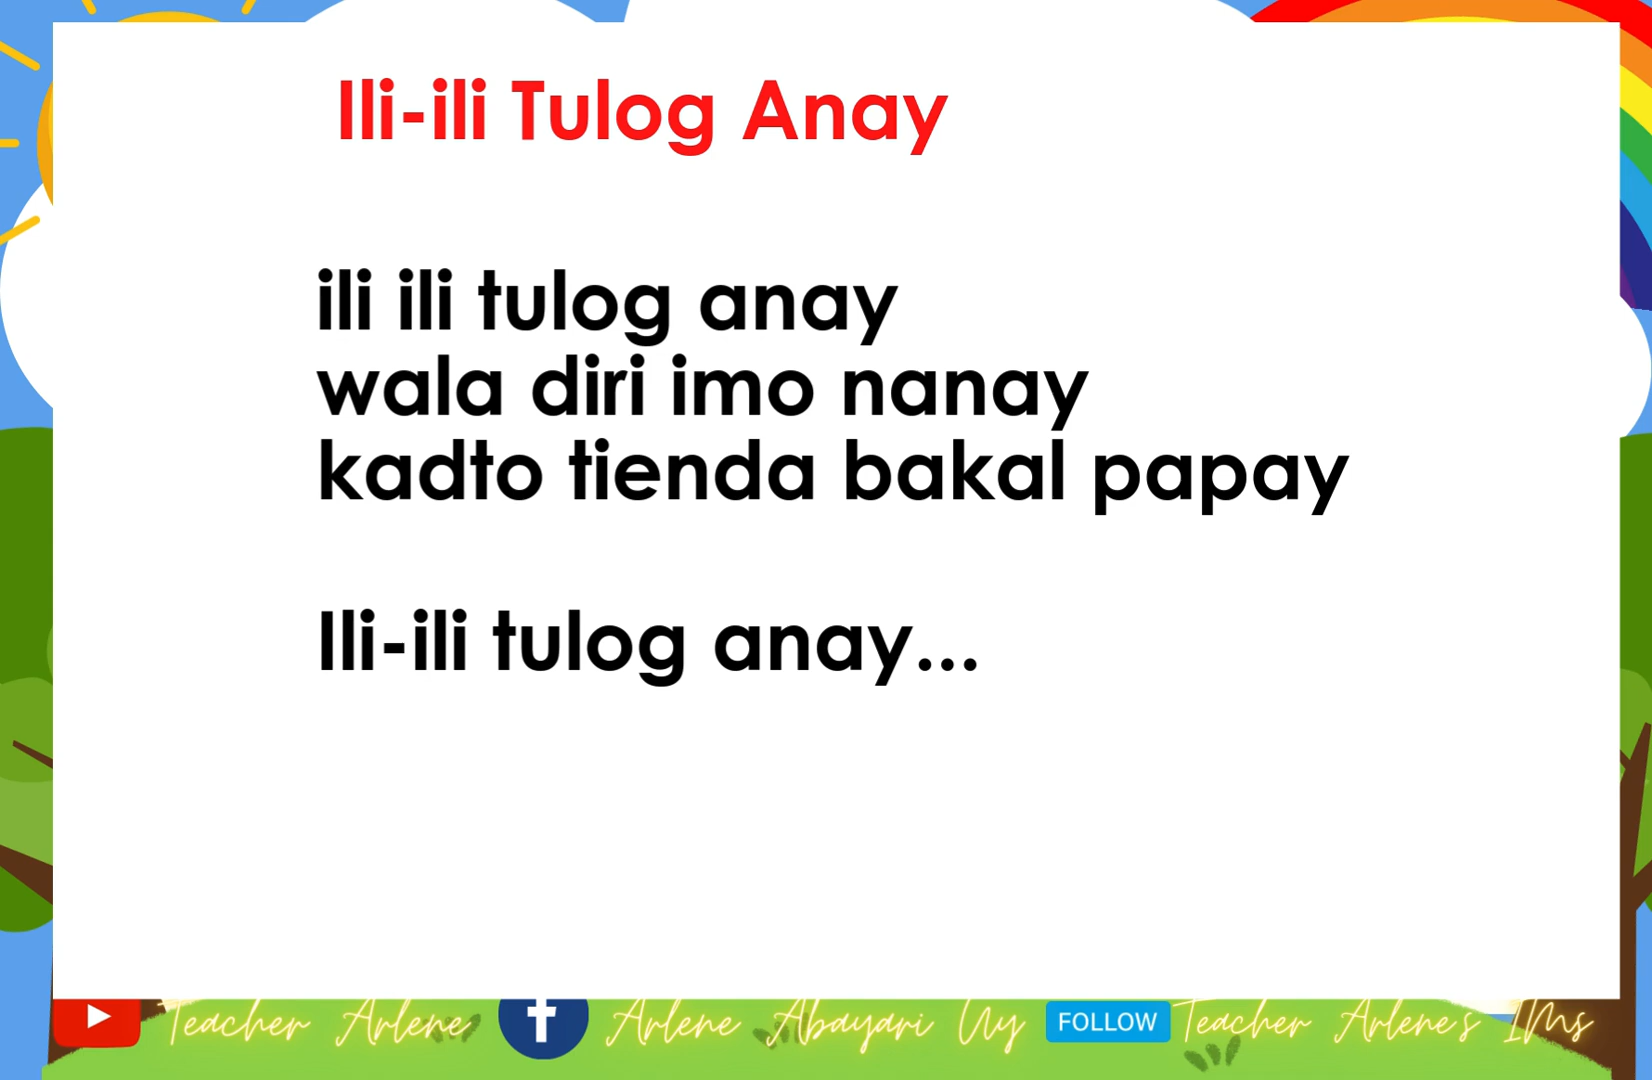 Ili-ili Tulog Anay
ili ili tulog anay
wala diri imo nanay
kadto tienda bakal papay
Ili-ili tulog anay...
Teacher Arlene f Arlene Abayari Uy FOLLOW Teacher Arlene's IMs